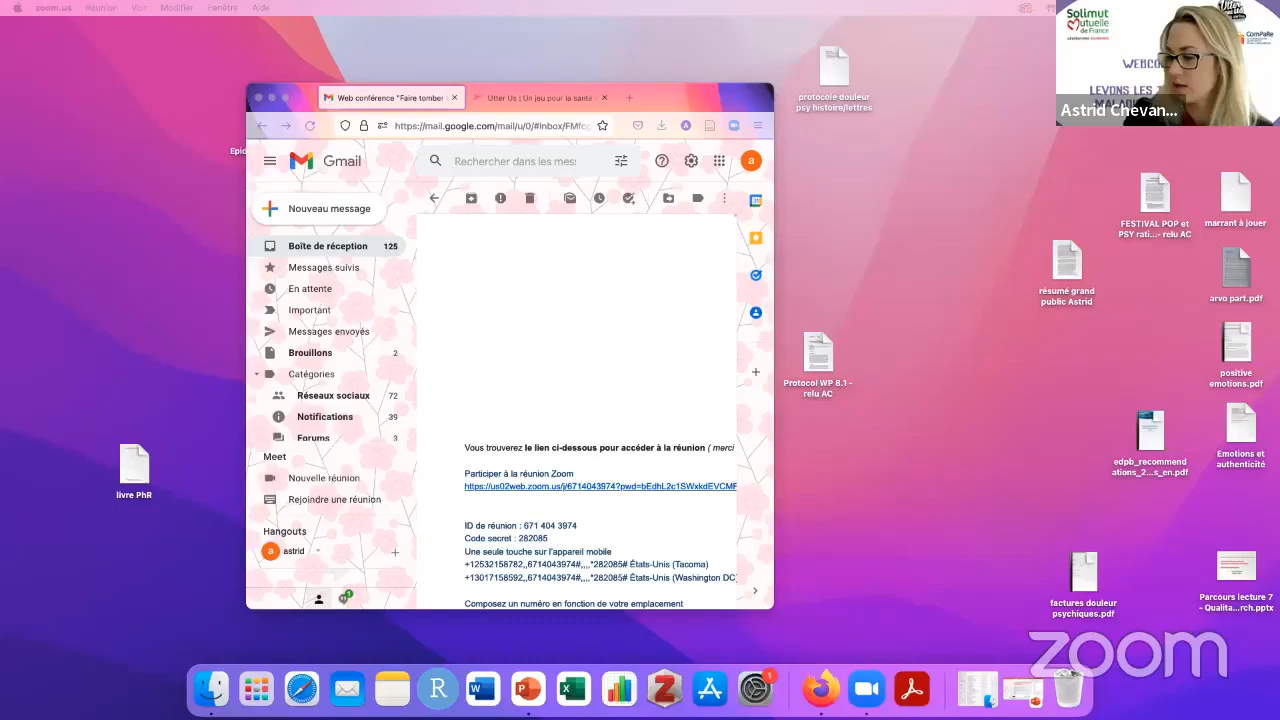 zoom.us Réunion Voir Modifier Fenêtre Aide
Solimut
Mutuelle
de France
ComPaRe
WEBCO
LEVONS LES T
MALA
Astrid Chevan...
protocole douleur
psy histoire/lettres
Web conférence "Faire tomber
Utter Us | Un jeu pour la santé
https://mail.google.com/mail/u/0/#inbox/FMfcg
Epid
Gmail
Rechercher dans les mess
a
Nouveau message
Boîte de réception 125
Messages suivis
En attente
Important
Messages envoyés
Brouillons 2
Catégories
Réseaux sociaux 72
Notifications 39
Forums 3
Meet
Nouvelle réunion
Rejoindre une réunion
Hangouts
a astrid
1
Vous trouverez le lien ci-dessous pour accéder à la réunion ( merci
Participer à la réunion Zoom
https://us02web.zoom.us/j/6714043974?pwd=bEdhL2c1SWxkdEVCMF
ID de réunion : 671 404 3974
Code secret : 282085
Une seule touche sur l'appareil mobile
+12532158782,,6714043974#,,,,*282085# États-Unis (Tacoma)
+13017158592,,6714043974#,,,,*282085# États-Unis (Washington DC
Composez un numéro en fonction de votre emplacement
FESTIVAL POP et
PSY rati...- relu AC
marrant à jouer
résumé grand
public Astrid
arvo part.pdf
Protocol WP 8.1 -
relu AC
positive
emotions.pdf
edpb_recommend
ations_2...s_en.pdf
Emotions et
authenticité
livre PhR
factures douleur
psychiques.pdf
Parcours lecture 7
- Qualita...rch.pptx
zoom
R
W
P
X
Z
1